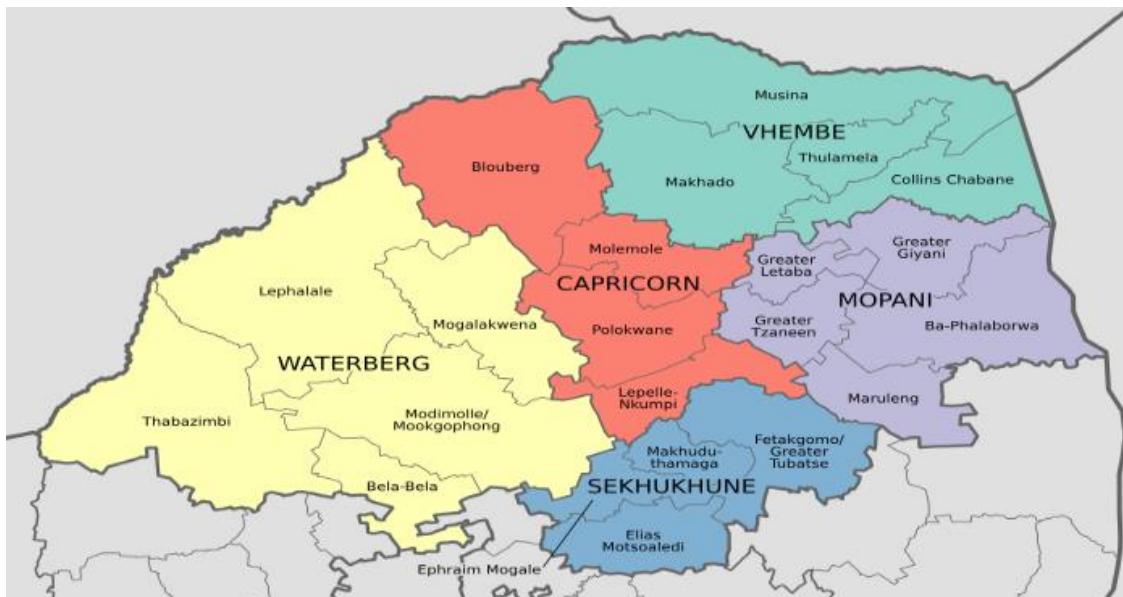 Musina
VHEMBE
Thulamela
Makhado
Collins Chabane
Blouberg
Molemole
CAPRICORN
Polokwane
Lepelle-
Nkumpi
Greater
Letaba
Greater
Giyani
MOPANI
Greater
Tzaneen
Ba-Phalaborwa
Maruleng
Lephalale
Mogalakwena
WATERBERG
Thabazimbi
Modimolle/
Mookgophong
Bela-Bela
Makhudu-
thamaga
Fetakgomo/
Greater
Tubatse
SEKHUKHUNE
Elias
Motsoaledi
Ephraim Mogale